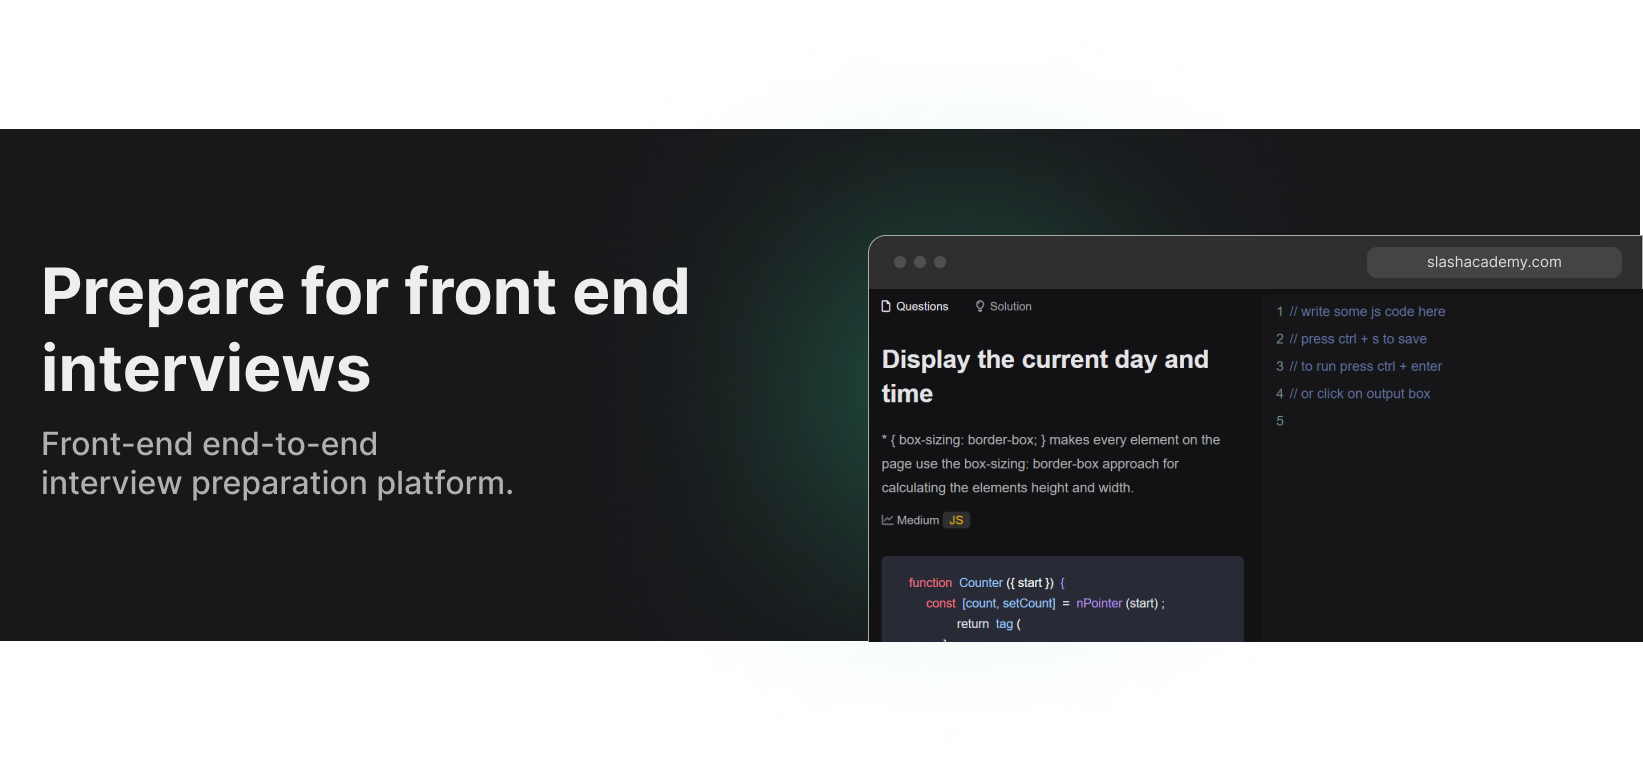 Prepare for front end
interviews
Front-end end-to-end
interview preparation platform.
slashacademy.com
Questions Solution
Display the current day and
time
* { box-sizing: border-box; } makes every element on the
page use the box-sizing: border-box approach for
calculating the elements height and width.
Medium JS
function Counter ({ start }) {
const [count, setCount] = nPointer (start) ;
return tag (
1 // write some js code here
2 // press ctrl + s to save
3 // to run press ctrl + enter
4 // or click on output box
5